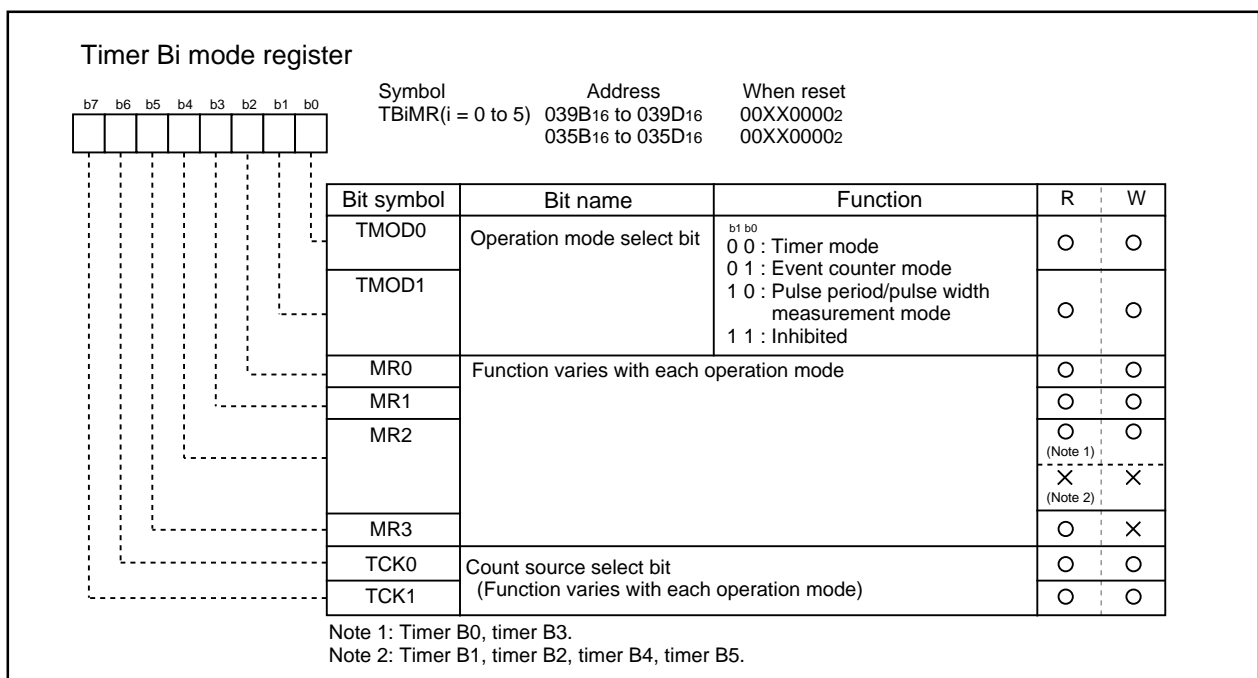 Timer Bi mode register
Symbol Address When reset
TBiMR(i = 0 to 5) 039B16 to 039D16 00XX00002
035B16 to 035D16 00XX00002
b7 b6 b5 b4 b3 b2 b1 b0
Bit symbol Bit name Function R W
TMOD0 Operation mode select bit b1 b0
0 0 : Timer mode
0 1 : Event counter mode
TMOD1 1 0 : Pulse period/pulse width
measurement mode
1 1 : Inhibited
MR0 Function varies with each operation mode
MR1
MR2
(Note 1)
(Note 2)
MR3
TCK0 Count source select bit
TCK1 (Function varies with each operation mode)
Note 1: Timer B0, timer B3.
Note 2: Timer B1, timer B2, timer B4, timer B5.